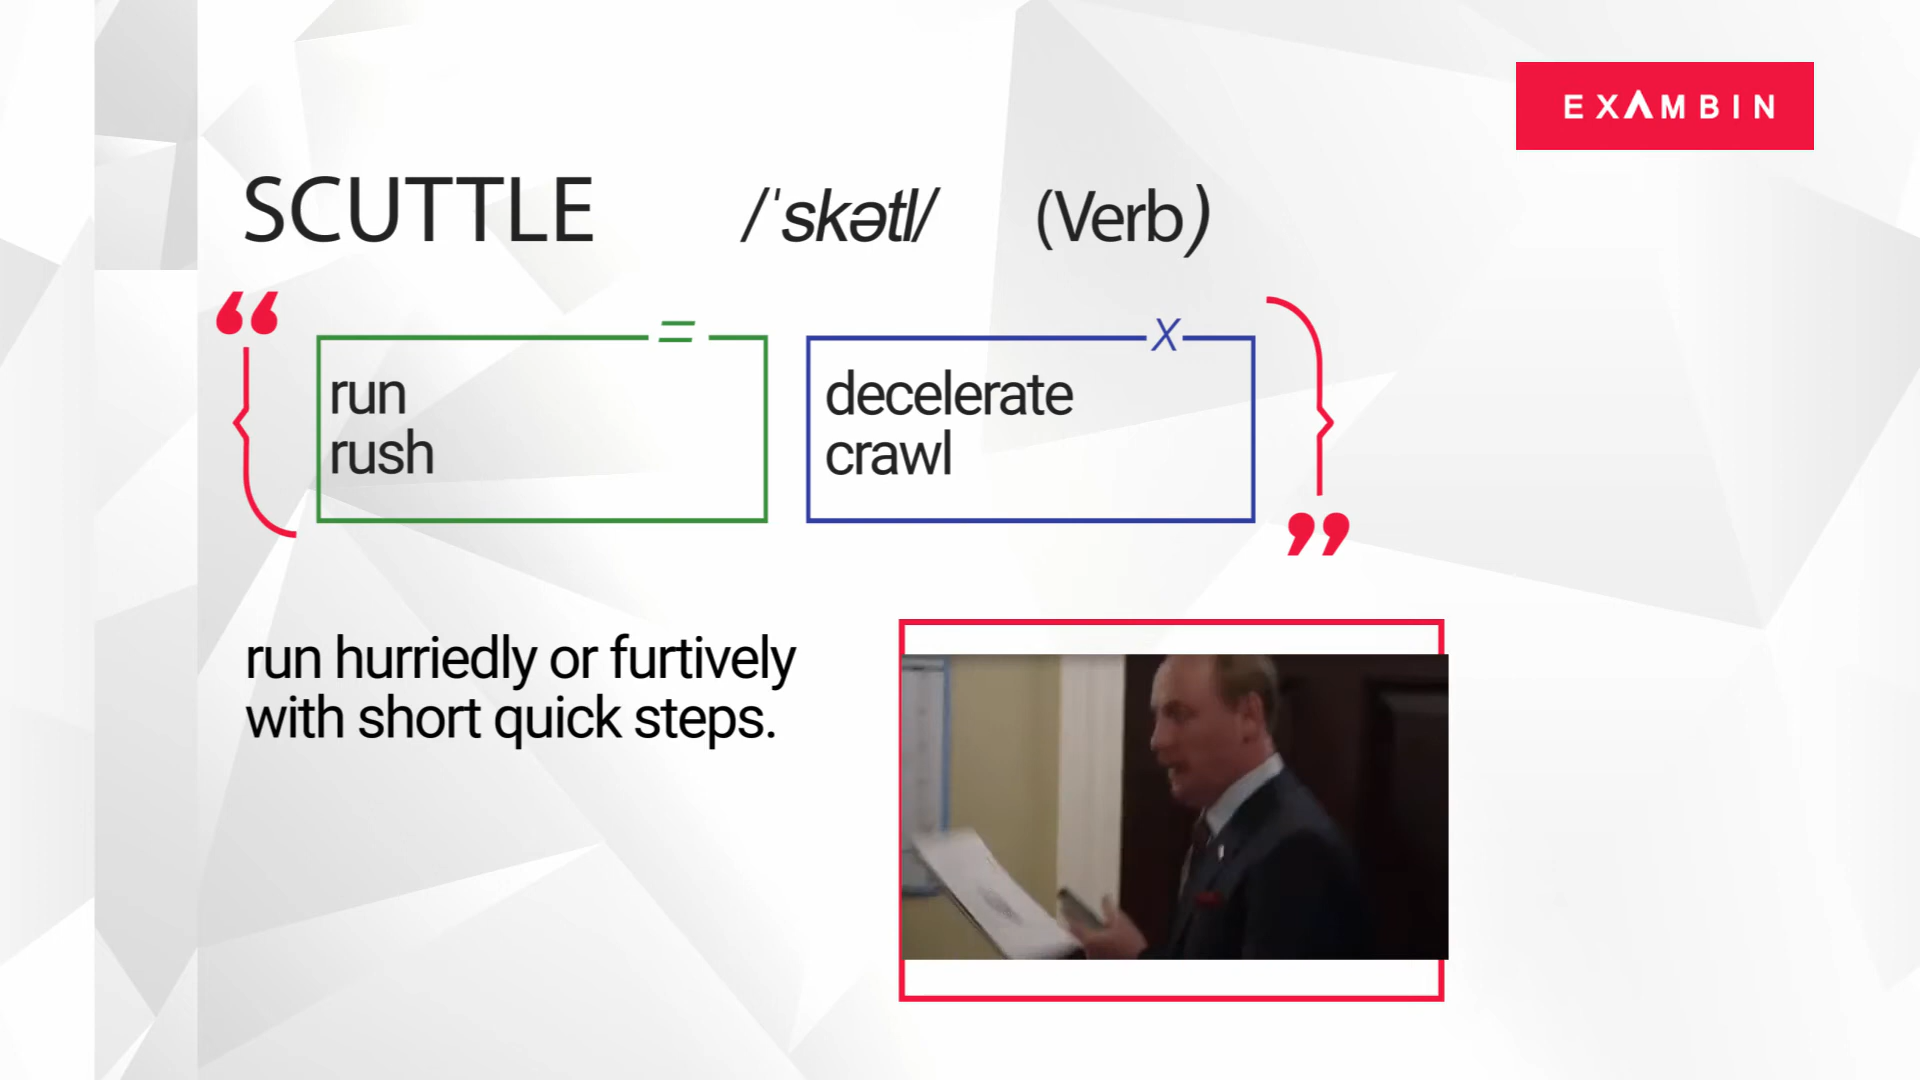 EXAMBIN
SCUTTLE /ˈskətl/ (Verb)
=
X
run
rush
decelerate
crawl
run hurriedly or furtively
with short quick steps.